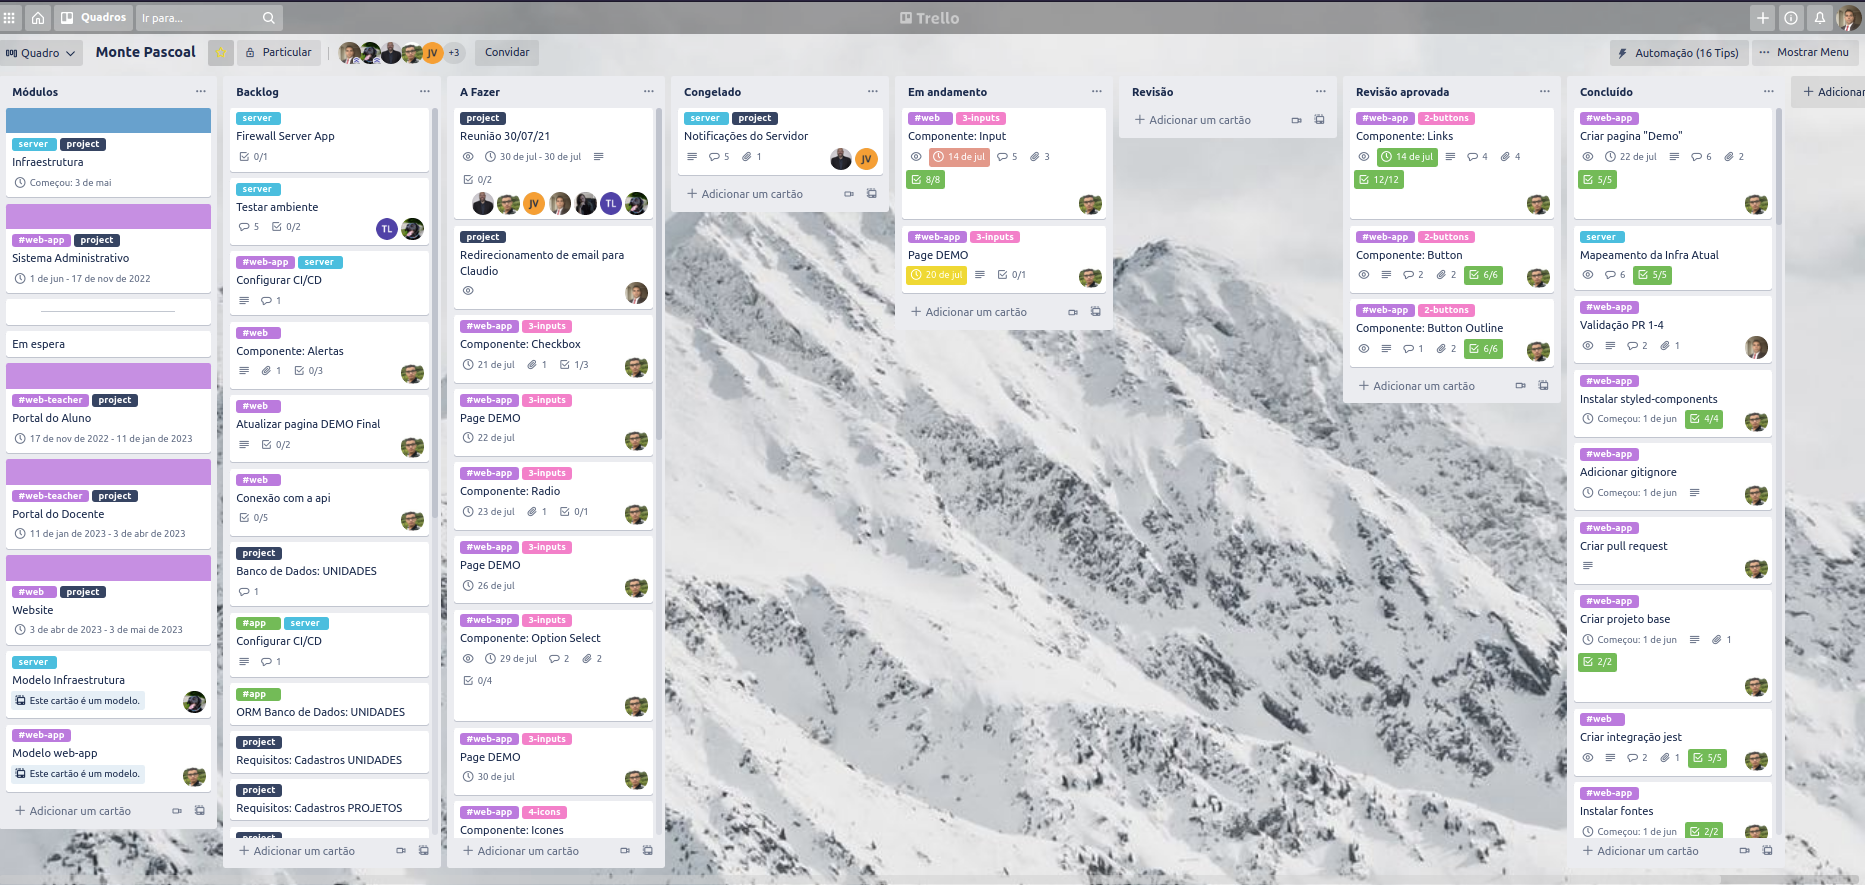 Quadros
Ir para...
Trello
Quadro
Monte Pascoal
Particular
JV
+3
Convidar
Automação (16 Tips)
Mostrar Menu
Módulos
server project
Infraestrutura
Começou: 3 de mai
#web-app project
Sistema Administrativo
1 de jun - 17 de nov de 2022
Em espera
#web-teacher project
Portal do Aluno
17 de nov de 2022 - 11 de jan de 2023
#web-teacher project
Portal do Docente
11 de jan de 2023 - 3 de abr de 2023
#web project
Website
3 de abr de 2023 - 3 de mai de 2023
server
Modelo Infraestrutura
Este cartão é um modelo.
#web-app
Modelo web-app
Este cartão é um modelo.
Adicionar um cartão
Backlog
server
Firewall Server App
0/1
server
Testar ambiente
5 0/2
TL
#web-app server
Configurar CI/CD
1
#web
Componente: Alertas
1 0/3
#web
Atualizar pagina DEMO Final
0/2
#web
Conexão com a api
0/5
project
Banco de Dados: UNIDADES
1
#app server
Configurar CI/CD
1
#app
ORM Banco de Dados: UNIDADES
project
Requisitos: Cadastros UNIDADES
project
Requisitos: Cadastros PROJETOS
project
Adicionar um cartão
A Fazer
project
Reunião 30/07/21
30 de jul - 30 de jul
0/2
JV TL
project
Redirecionamento de email para
Claudio
#web-app 3-inputs
Componente: Checkbox
21 de jul 1 1/3
#web-app 3-inputs
Page DEMO
22 de jul
#web-app 3-inputs
Componente: Radio
23 de jul 1 0/1
#web-app 3-inputs
Page DEMO
26 de jul
#web-app 3-inputs
Componente: Option Select
29 de jul 2 2
0/4
#web-app 3-inputs
Page DEMO
30 de jul
#web-app 4-icons
Componente: Icones
Adicionar um cartão
Congelado
server project
Notificações do Servidor
5 1
JV
Adicionar um cartão
Em andamento
#web 3-inputs
Componente: Input
14 de jul 5 3
8/8
#web-app 3-inputs
Page DEMO
20 de jul 0/1
Adicionar um cartão
Revisão
Adicionar um cartão
Revisão aprovada
#web-app 2-buttons
Componente: Links
14 de jul 4 4
12/12
#web-app 2-buttons
Componente: Button
2 2 6/6
#web-app 2-buttons
Componente: Button Outline
1 2 6/6
Adicionar um cartão
Concluído
#web-app
Criar pagina "Demo"
22 de jul 6 2
5/5
server
Mapeamento da Infra Atual
6 5/5
#web-app
Validação PR 1-4
2 1
#web-app
Instalar styled-components
Começou: 1 de jun 4/4
#web-app
Adicionar gitignore
Começou: 1 de jun
#web-app
Criar pull request
#web-app
Criar projeto base
Começou: 1 de jun 1
2/2
#web
Criar integração jest
2 1 5/5
#web-app
Instalar fontes
Começou: 1 de jun 2/2
Adicionar um cartão
Adicionar